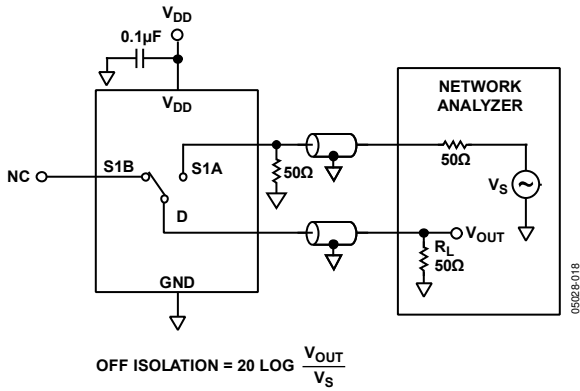 VDD
0.1µF
VDD
S1B
S1A
NC
D
GND
50Ω
NETWORK
ANALYZER
50Ω
VS
VOUT
RL
50Ω
OFF ISOLATION = 20 LOG VOUT
VS
05028-018